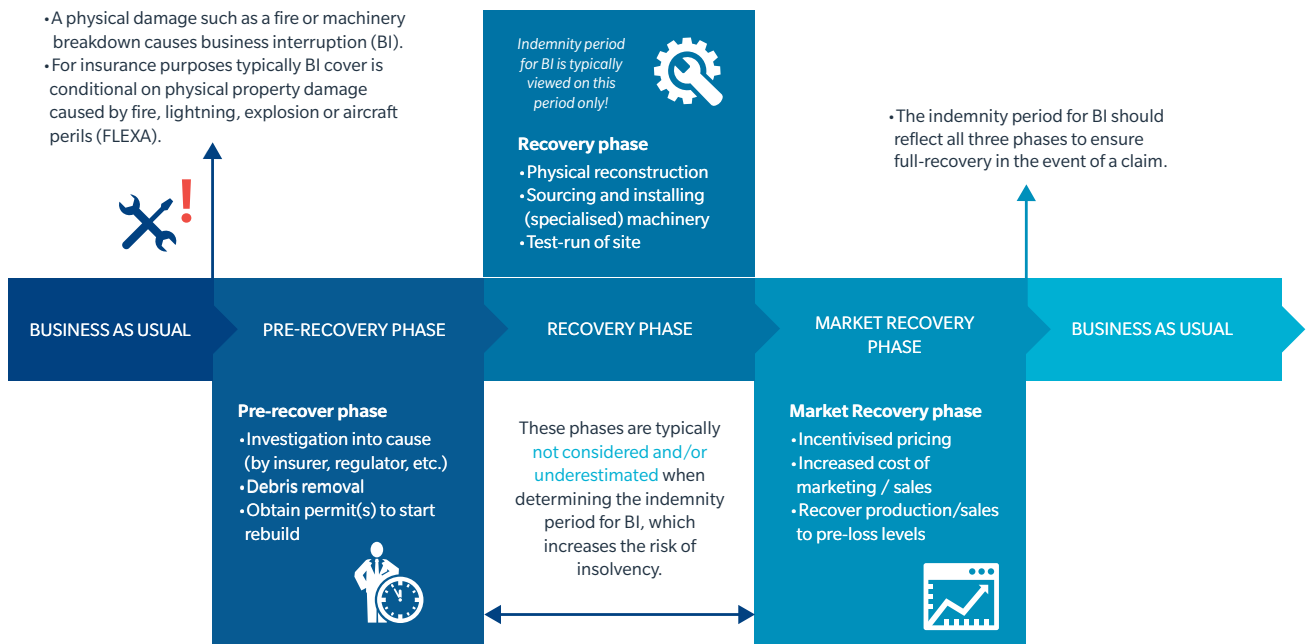 •A physical damage such as a fire or machinery
breakdown causes business interruption (BI).
•For insurance purposes typically BI cover is
conditional on physical property damage
caused by fire, lightning, explosion or aircraft
perils (FLEXA).
Indemnity period
for BI is typically
viewed on this
period only!
Recovery phase
•Physical reconstruction
•Sourcing and installing
(specialised) machinery
•Test-run of site
•The indemnity period for BI should
reflect all three phases to ensure
full-recovery in the event of a claim.
BUSINESS AS USUAL
PRE-RECOVERY PHASE
RECOVERY PHASE
MARKET RECOVERY
PHASE
BUSINESS AS USUAL
Pre-recover phase
•Investigation into cause
(by insurer, regulator, etc.)
•Debris removal
•Obtain permit(s) to start
rebuild
These phases are typically
not considered and/or
underestimated when
determining the indemnity
period for BI, which
increases the risk of
insolvency.
Market Recovery phase
•Incentivised pricing
•Increased cost of
marketing / sales
•Recover production/sales
to pre-loss levels